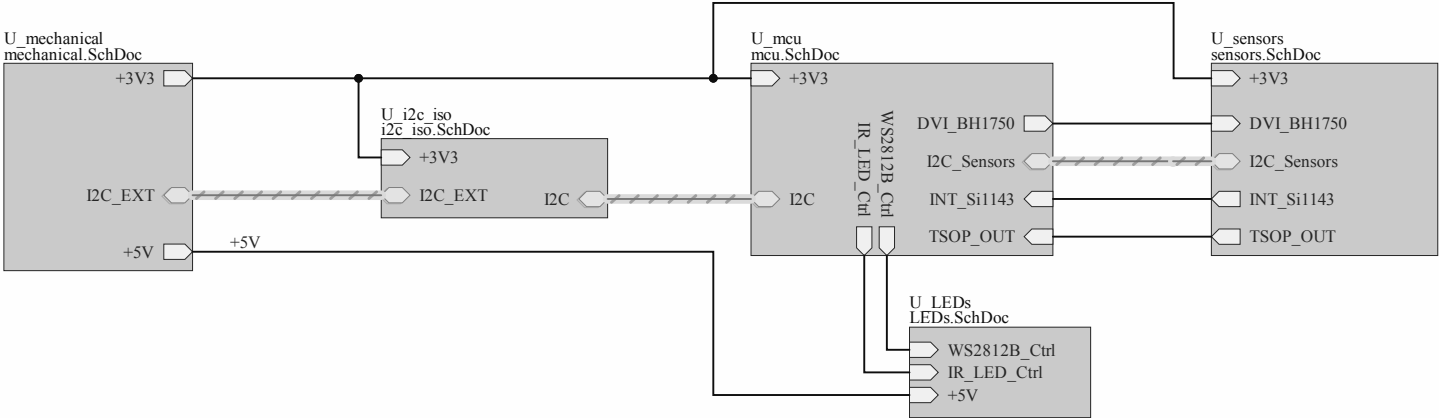 U_mechanical
mechanical.SchDoc
+3V3
I2C_EXT
+5V
+5V
U_i2c_iso
i2c_iso.SchDoc
+3V3
I2C_EXT
I2C
U_mcu
mcu.SchDoc
+3V3
I2C
IR_LED_Ctrl
WS2812B_Ctrl
DVI_BH1750
I2C_Sensors
INT_Si1143
TSOP_OUT
U_sensors
sensors.SchDoc
+3V3
DVI_BH1750
I2C_Sensors
INT_Si1143
TSOP_OUT
U_LEDs
LEDs.SchDoc
WS2812B_Ctrl
IR_LED_Ctrl
+5V